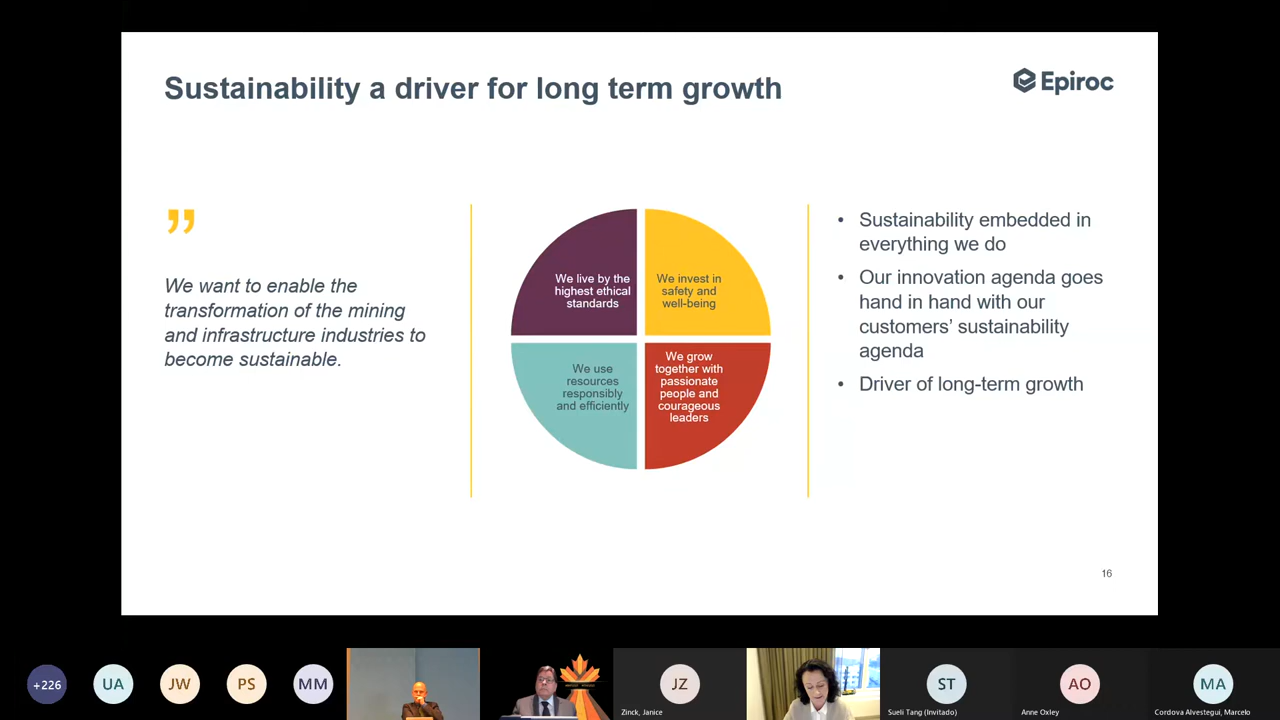 Sustainability a driver for long term growth
Epiroc
”
We want to enable the
transformation of the mining
and infrastructure industries to
become sustainable.
We live by the
highest ethical
standards
We invest in
safety and
well-being
We use
resources
responsibly
and efficiently
We grow
together with
passionate
people and
courageous
leaders
• Sustainability embedded in
everything we do
• Our innovation agenda goes
hand in hand with our
customers’ sustainability
agenda
• Driver of long-term growth
16
+226
UA
JW
PS
MM
JZ
Zinck, Janice
ST
Sueli Tang (Invitado)
AO
Anne Oxley
MA
Cordova Alvestegui, Marcelo